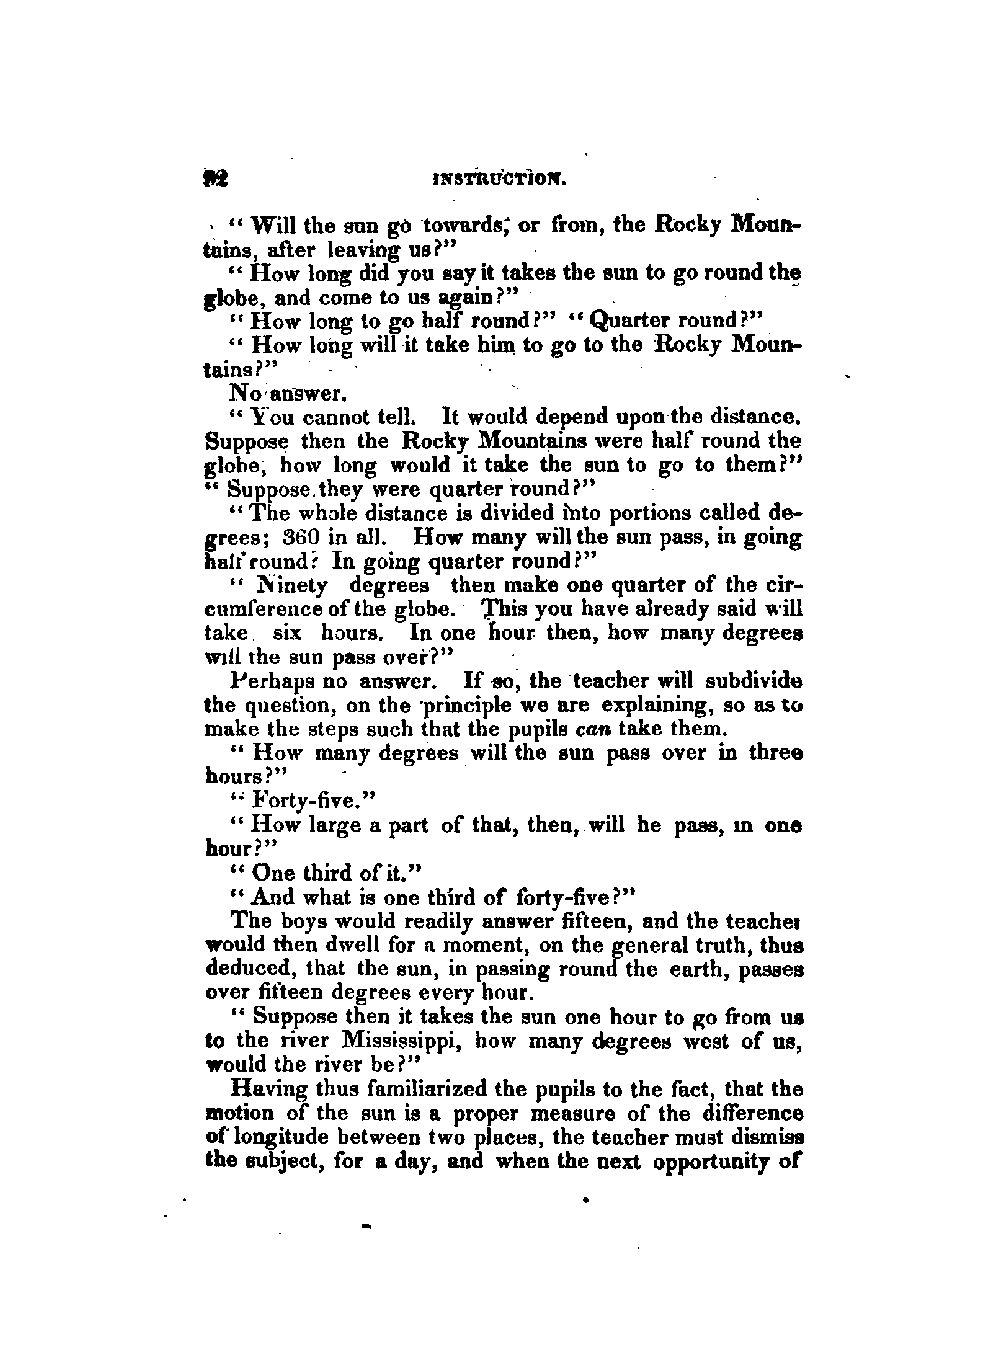 92 INSTRUCTION.
“ Will the sun go towards, or from, the Rocky Moun-
tains, after leaving us?”
“ How long did you say it takes the sun to go round the
globe, and come to us again?”
“ How long to go half round?” “ Quarter round?”
“ How long will it take him to go to the Rocky Moun-
tains?”
No answer.
“ You cannot tell. It would depend upon the distance.
Suppose then the Rocky Mountains were half round the
globe, how long would it take the sun to go to them?”
“ Suppose they were quarter round?”
“ The whole distance is divided into portions called de-
grees; 360 in all. How many will the sun pass, in going
half round? In going quarter round?”
“ Ninety degrees then make one quarter of the cir-
cumference of the globe. This you have already said will
take six hours. In one hour then, how many degrees
will the sun pass over?”
Perhaps no answer. If so, the teacher will subdivide
the question, on the principle we are explaining, so as to
make the steps such that the pupils can take them.
“ How many degrees will the sun pass over in three
hours?”
“ Forty-five.”
“ How large a part of that, then, will he pass, in one
hour?”
“ One third of it.”
“ And what is one third of forty-five?”
The boys would readily answer fifteen, and the teacher
would then dwell for a moment, on the general truth, thus
deduced, that the sun, in passing round the earth, passes
over fifteen degrees every hour.
“ Suppose then it takes the sun one hour to go from us
to the river Mississippi, how many degrees west of us,
would the river be?”
Having thus familiarized the pupils to the fact, that the
motion of the sun is a proper measure of the difference
of longitude between two places, the teacher must dismiss
the subject, for a day, and when the next opportunity of